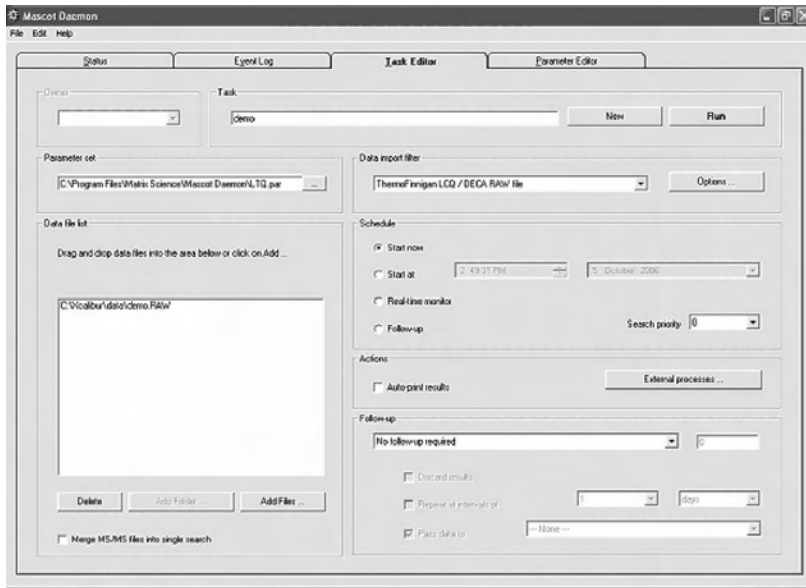 Mascot Daemon
File Edit Help
Status Event Log Task Editor Parameter Editor
Owner
Task
demo
New Run
Parameter set
C:\Program Files\Matrix Science\Mascot Daemon\LTQ.par ...
Data import filter
ThermoFinnigan LCQ / DECA RAW file
Options ...
Data file list
Drag and drop data files into the area below or click on Add ...
C:\Xcalibur\data\demo.RAW
Delete Add Folder ... Add Files ...
Merge MS/MS files into single search
Schedule
Start now
Start at 2:49:21 PM 5 October 2006
Real-time monitor
Follow-up
Search priority 0
Actions
Auto-print results
External processes ...
Follow-up
No follow-up required 0
Discard results
Repeat at intervals of 1 days
Pass data to -- None --